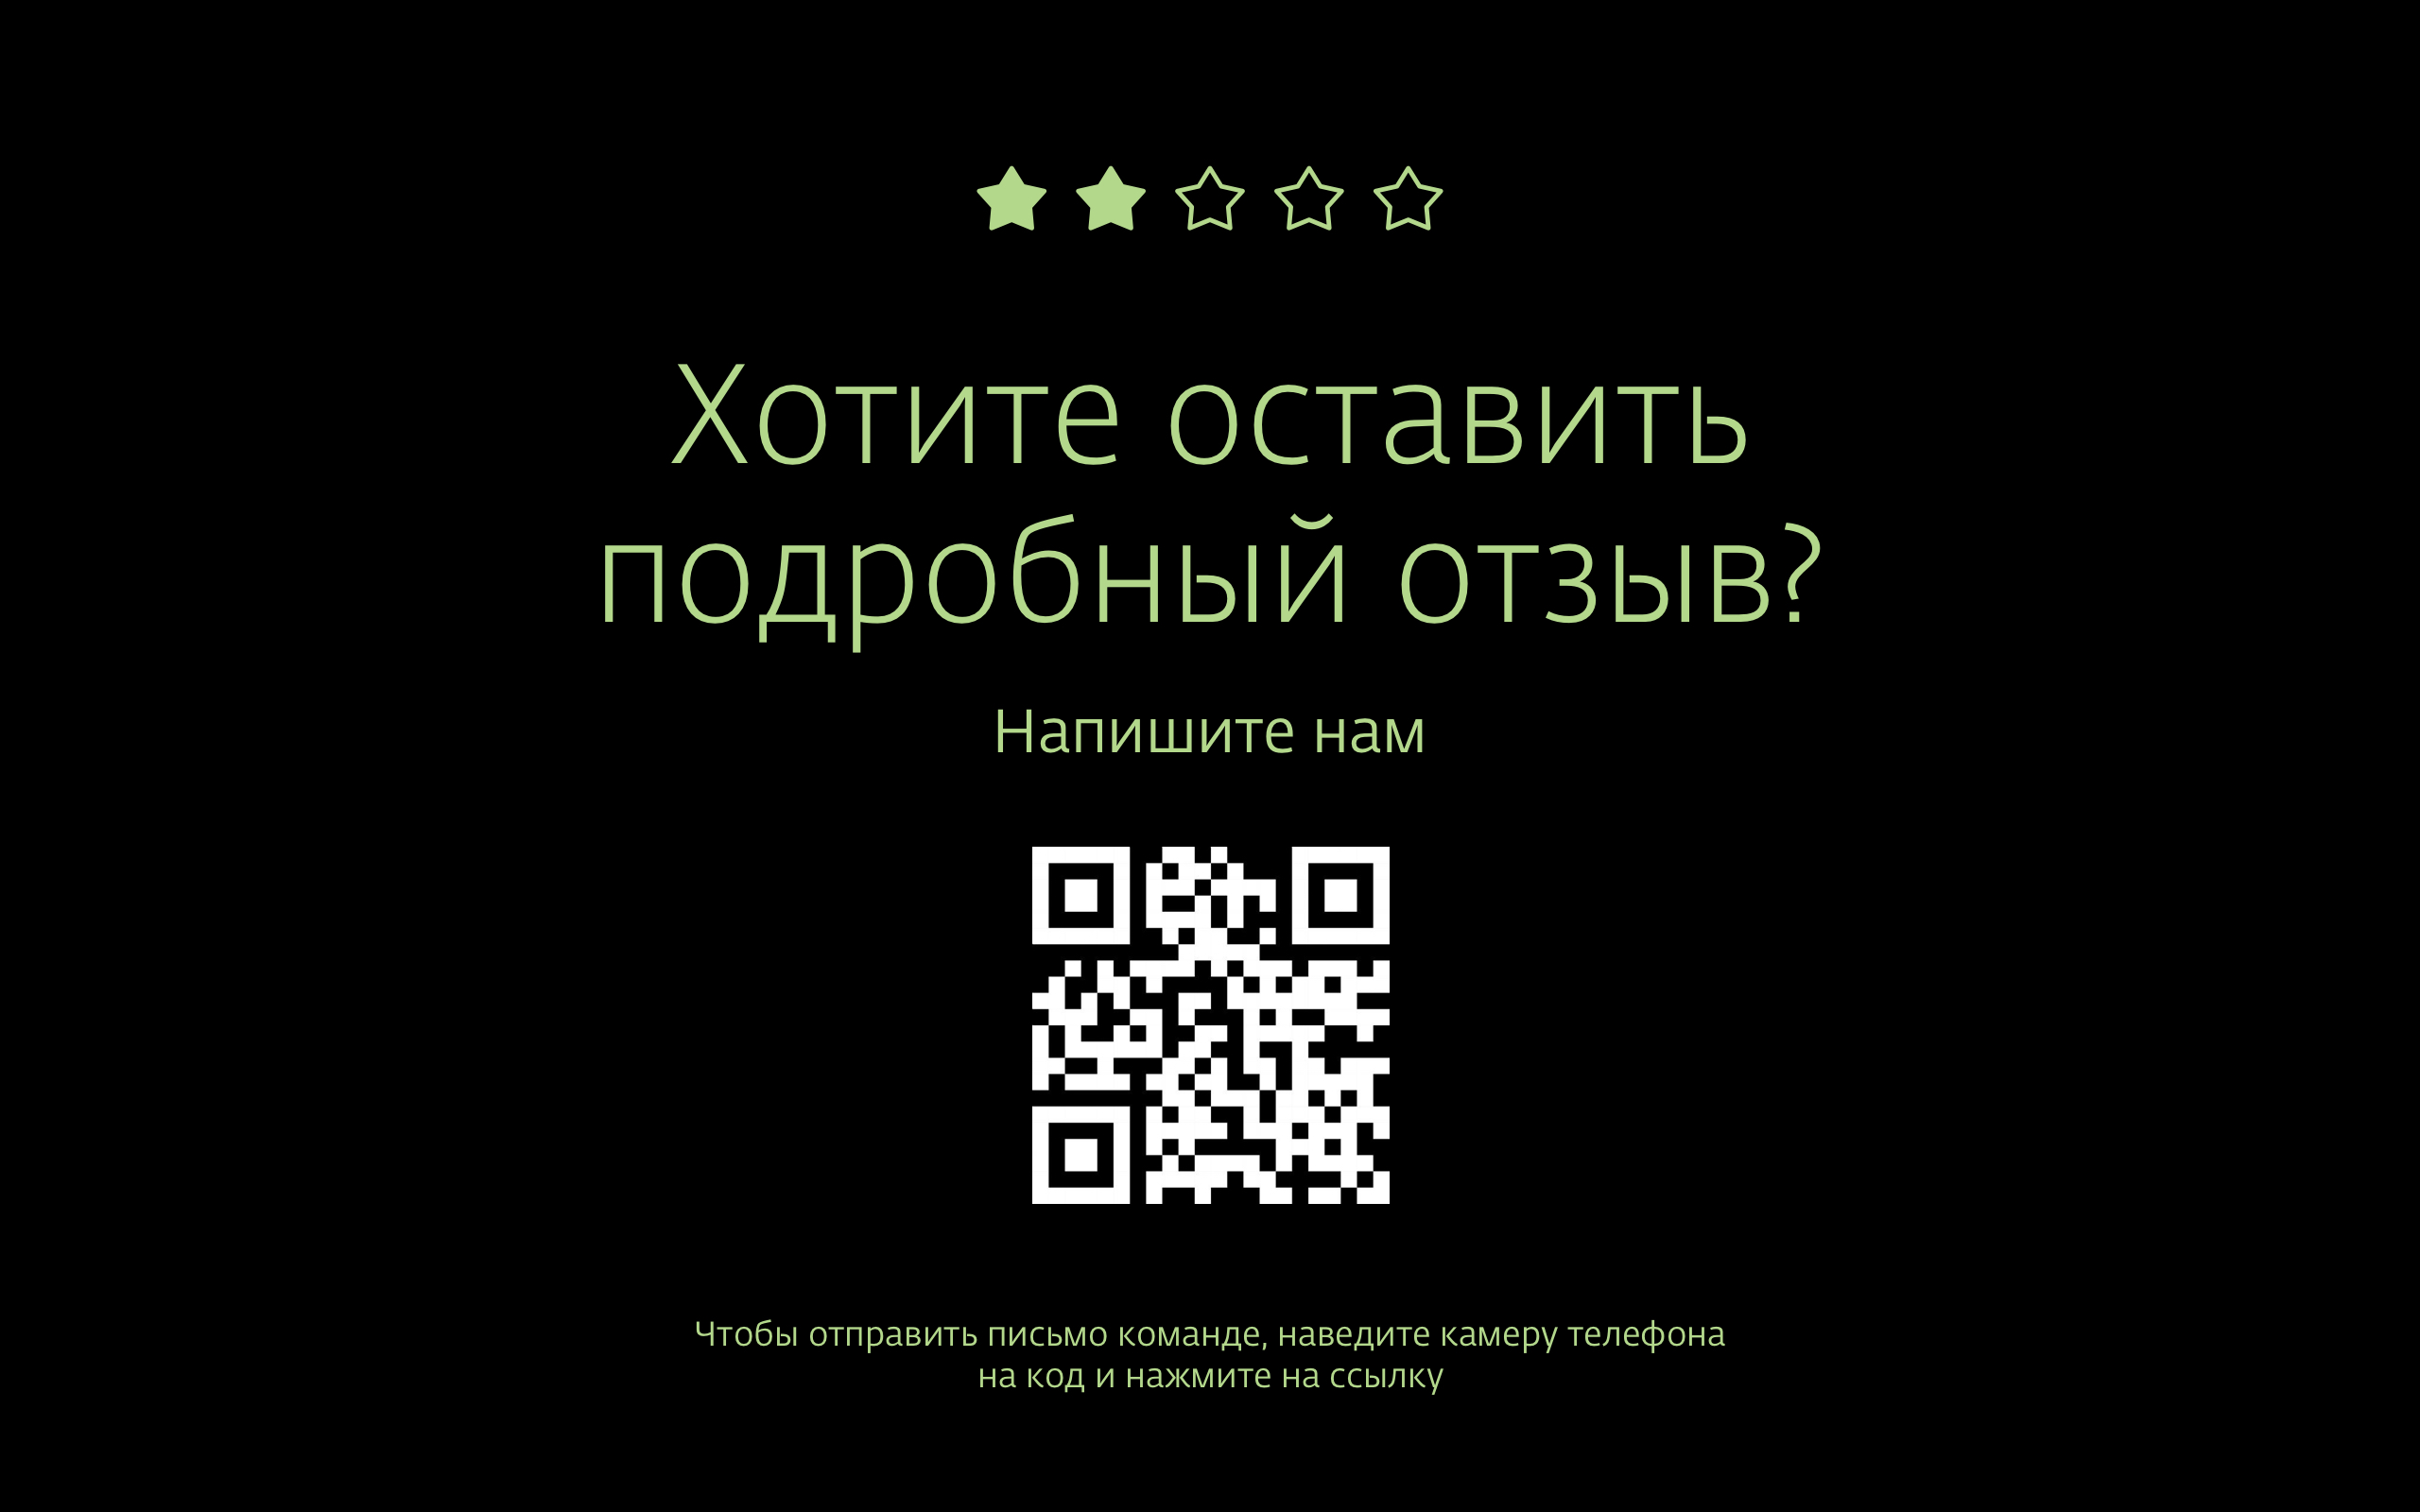 Хотите оставить
подробный отзыв?
Напишите нам
Чтобы отправить письмо команде, наведите камеру телефона
на код и нажмите на ссылку